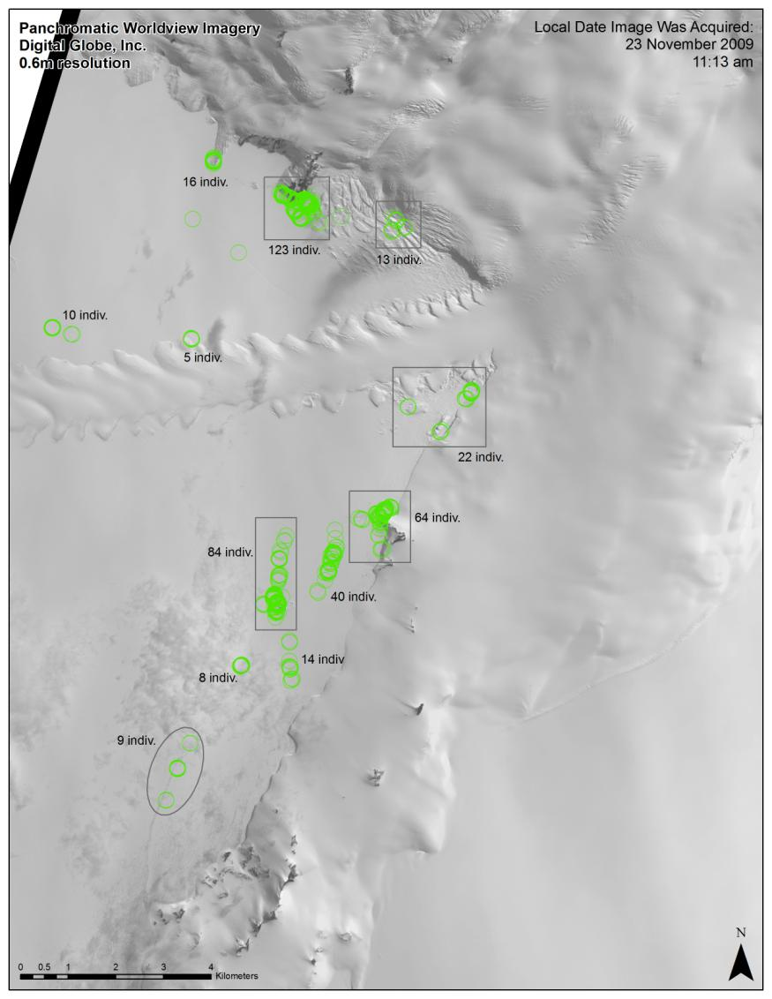 Panchromatic Worldview Imagery
Digital Globe, Inc.
0.6m resolution
Local Date Image Was Acquired:
23 November 2009
11:13 am
16 indiv.
123 indiv.
13 indiv.
10 indiv.
5 indiv.
22 indiv.
64 indiv.
84 indiv.
40 indiv.
14 indiv
8 indiv.
9 indiv.
N
0 0.5 1 2 3 4
Kilometers